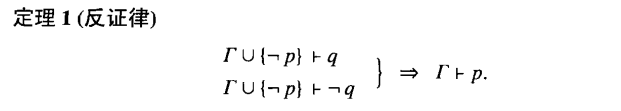 定理 1 (反证律)
Γ ∪ {¬ p} ⊢ q
Γ ∪ {¬ p} ⊢ ¬ q } ⇒ Γ ⊢ p.